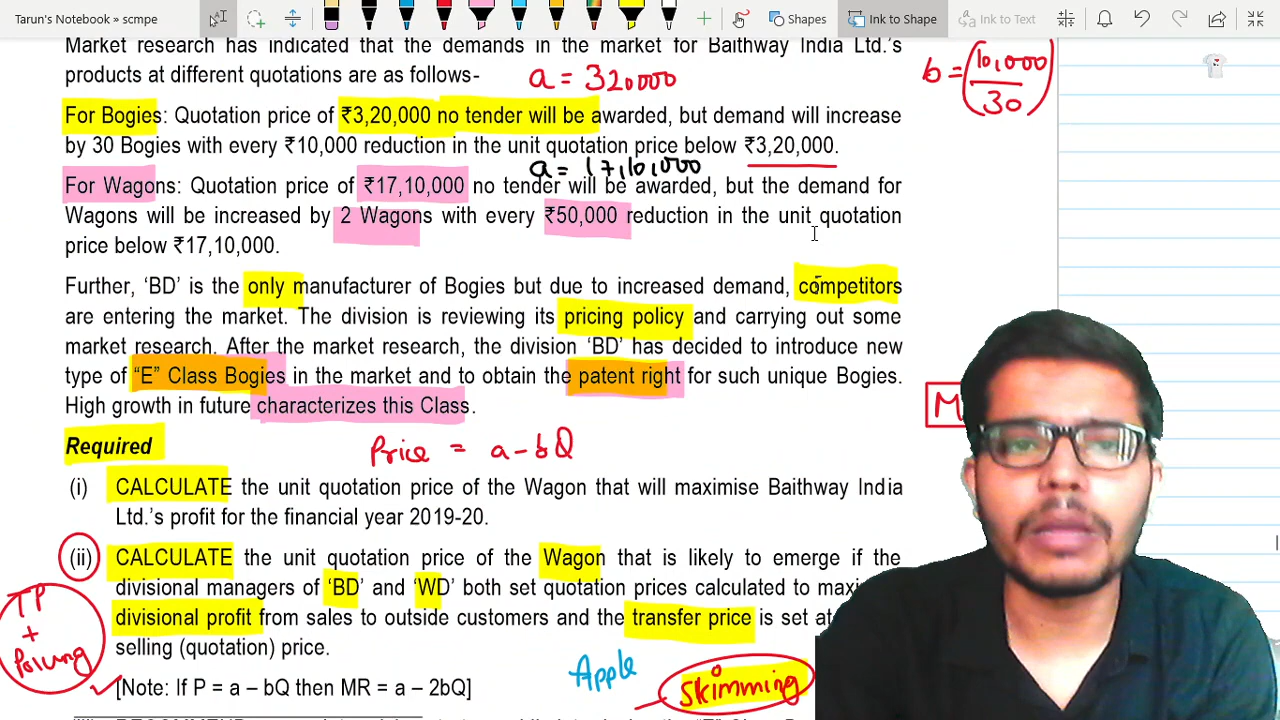 Tarun's Notebook » scmpe
Shapes
Ink to Shape
Ink to Text
Market research has indicated that the demands in the market for Baithway India Ltd.'s
products at different quotations are as follows-
a = 320000
b = (10,000/30)
For Bogies: Quotation price of ₹3,20,000 no tender will be awarded, but demand will increase
by 30 Bogies with every ₹10,000 reduction in the unit quotation price below ₹3,20,000.
a = 17,10,000
For Wagons: Quotation price of ₹17,10,000 no tender will be awarded, but the demand for
Wagons will be increased by 2 Wagons with every ₹50,000 reduction in the unit quotation
price below ₹17,10,000.
Further, 'BD' is the only manufacturer of Bogies but due to increased demand, competitors
are entering the market. The division is reviewing its pricing policy and carrying out some
market research. After the market research, the division 'BD' has decided to introduce new
type of "E" Class Bogies in the market and to obtain the patent right for such unique Bogies.
High growth in future characterizes this Class.
M
Required
Price = a - bQ
(i) CALCULATE the unit quotation price of the Wagon that will maximise Baithway India
Ltd.'s profit for the financial year 2019-20.
(ii) CALCULATE the unit quotation price of the Wagon that is likely to emerge if the
divisional managers of 'BD' and 'WD' both set quotation prices calculated to
divisional profit from sales to outside customers and the transfer price is set at
selling (quotation) price.
TP
+
Pricing
Apple
Skimming
[Note: If P = a – bQ then MR = a – 2bQ]